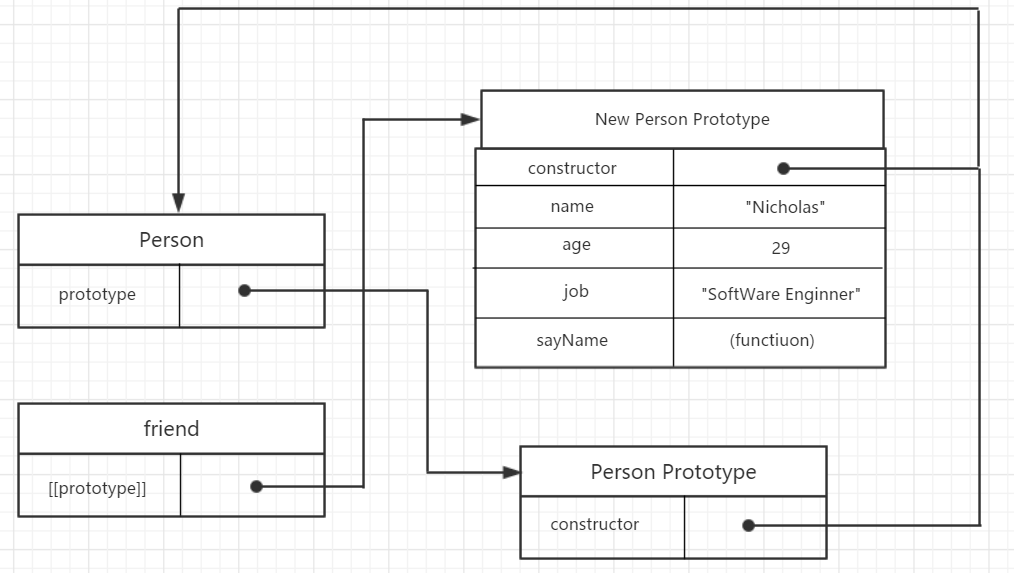 New Person Prototype
constructor
name "Nicholas"
age 29
job "SoftWare Enginner"
sayName (functiuon)
Person
prototype
friend
[[prototype]]
Person Prototype
constructor